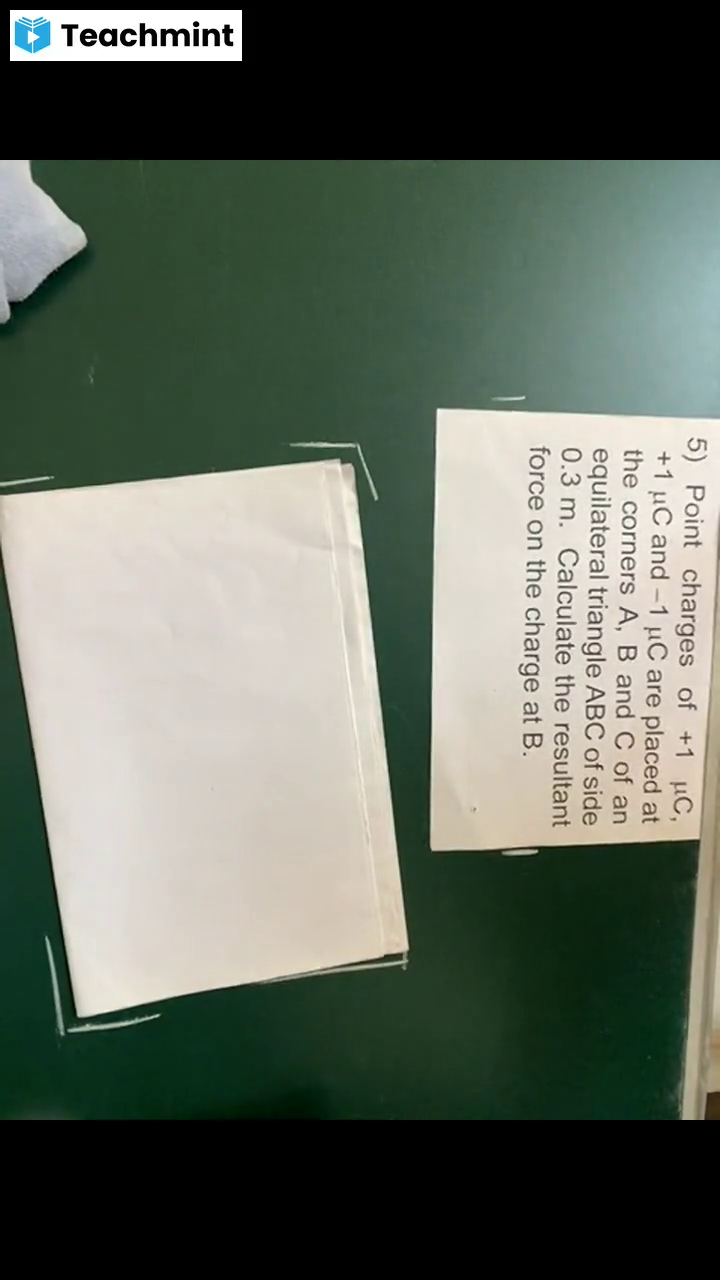 Teachmint
5) Point charges of +1 μC,
+1 μC and –1 μC are placed at
the corners A, B and C of an
equilateral triangle ABC of side
0.3 m. Calculate the resultant
force on the charge at B.